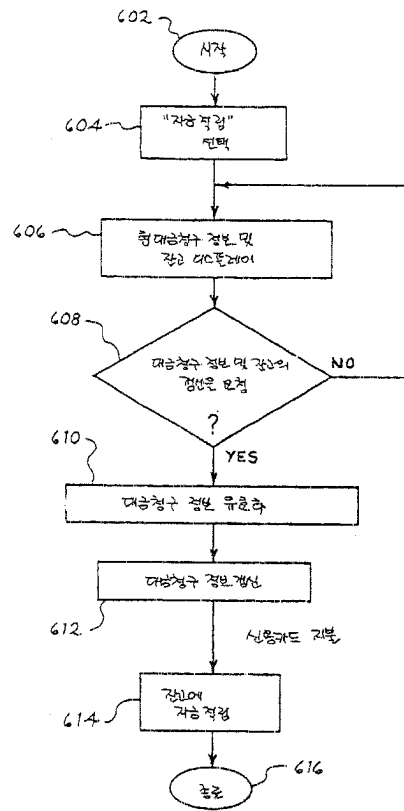 602
시작
604
"자금 적립"
선택
606
현 대금청구 정보 및
잔고 디스플레이
608
대금청구 정보 및 잔고의
갱신을 요청
?
NO
YES
610
대금청구 정보 유효화
대금청구 정보 갱신
612
신용카드 지불
잔고에
자금 적립
614
종료
616